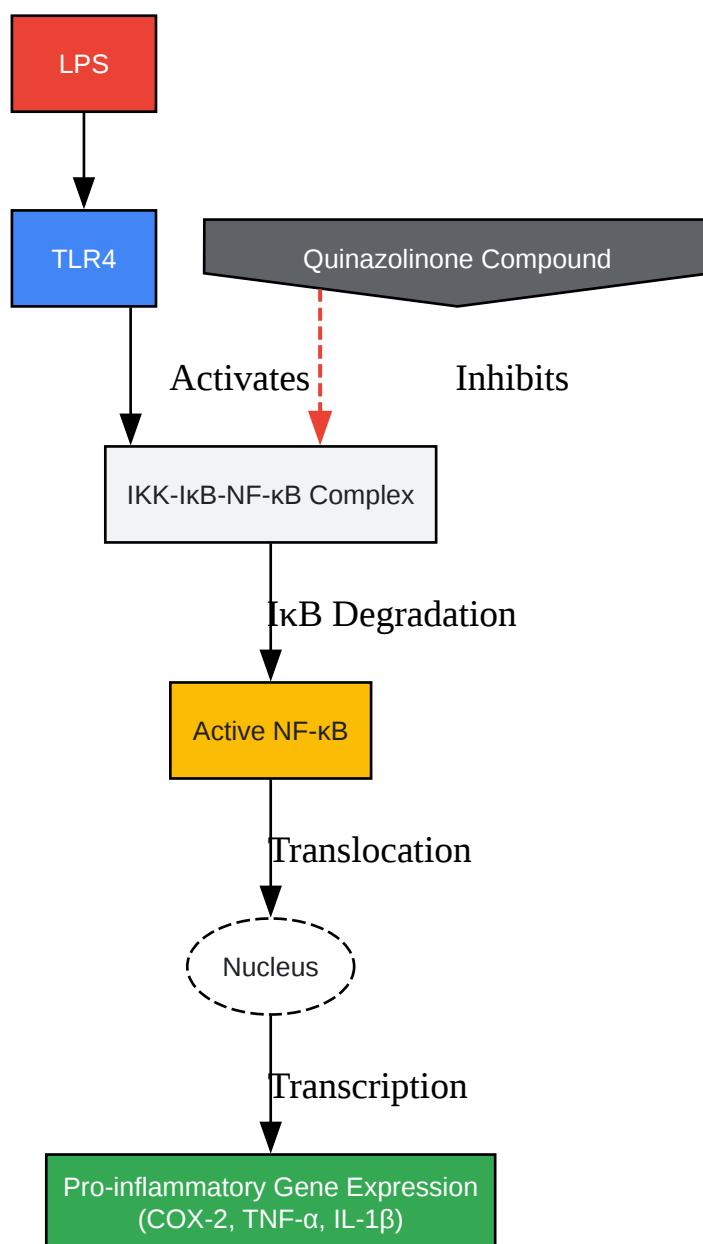 LPS
TLR4
Quinazolinone Compound
Activates
Inhibits
IKK-IκB-NF-κB Complex
IκB Degradation
Active NF-κB
Translocation
Nucleus
Transcription
Pro-inflammatory Gene Expression
(COX-2, TNF-α, IL-1β)